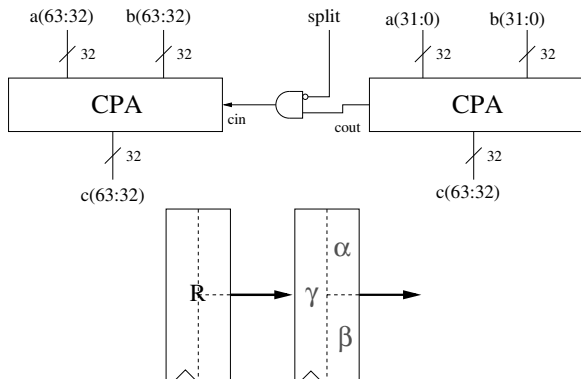 a(63:32) b(63:32) split a(31:0) b(31:0)
32 32 32 32
CPA CPA
cin cout
32 32
c(63:32) c(63:32)
α
R γ
β